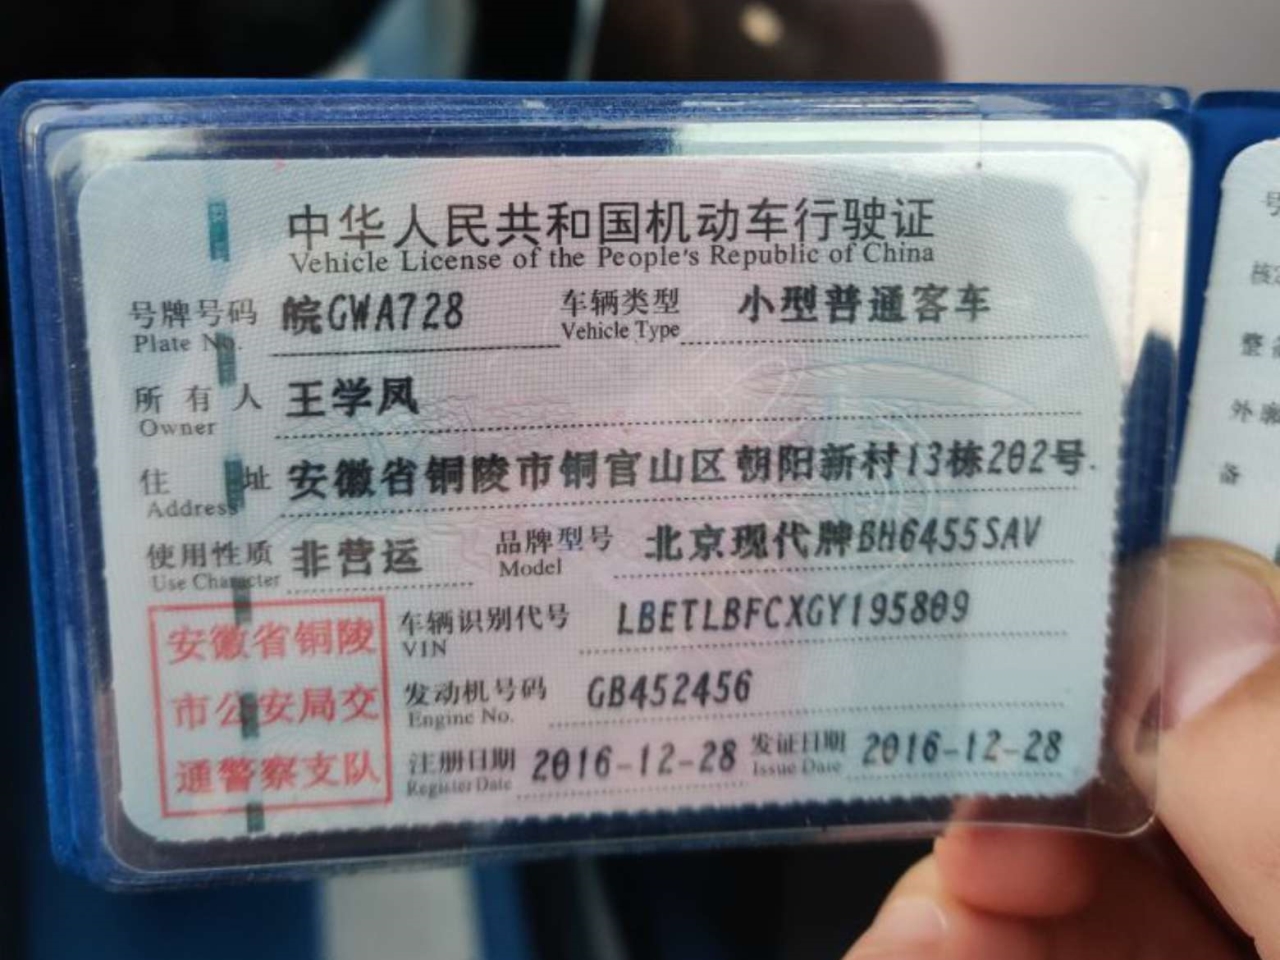 中华人民共和国机动车行驶证
Vehicle License of the People's Republic of China
号牌号码 皖GWA728 车辆类型 小型普通客车
Plate No. Vehicle Type
所有人 王学凤
Owner
住址 安徽省铜陵市铜官山区朝阳新村13栋202号.
Address
使用性质 非营运 品牌型号 北京现代牌BH6455SAV
Use Character Model
安徽省铜陵
市公安局交
通警察支队
车辆识别代号 LBETLBFCXGY195809
VIN
发动机号码 GB452456
Engine No.
注册日期 2016-12-28 发证日期 2016-12-28
Register Date Issue Date
号
核
整备
外廓
备